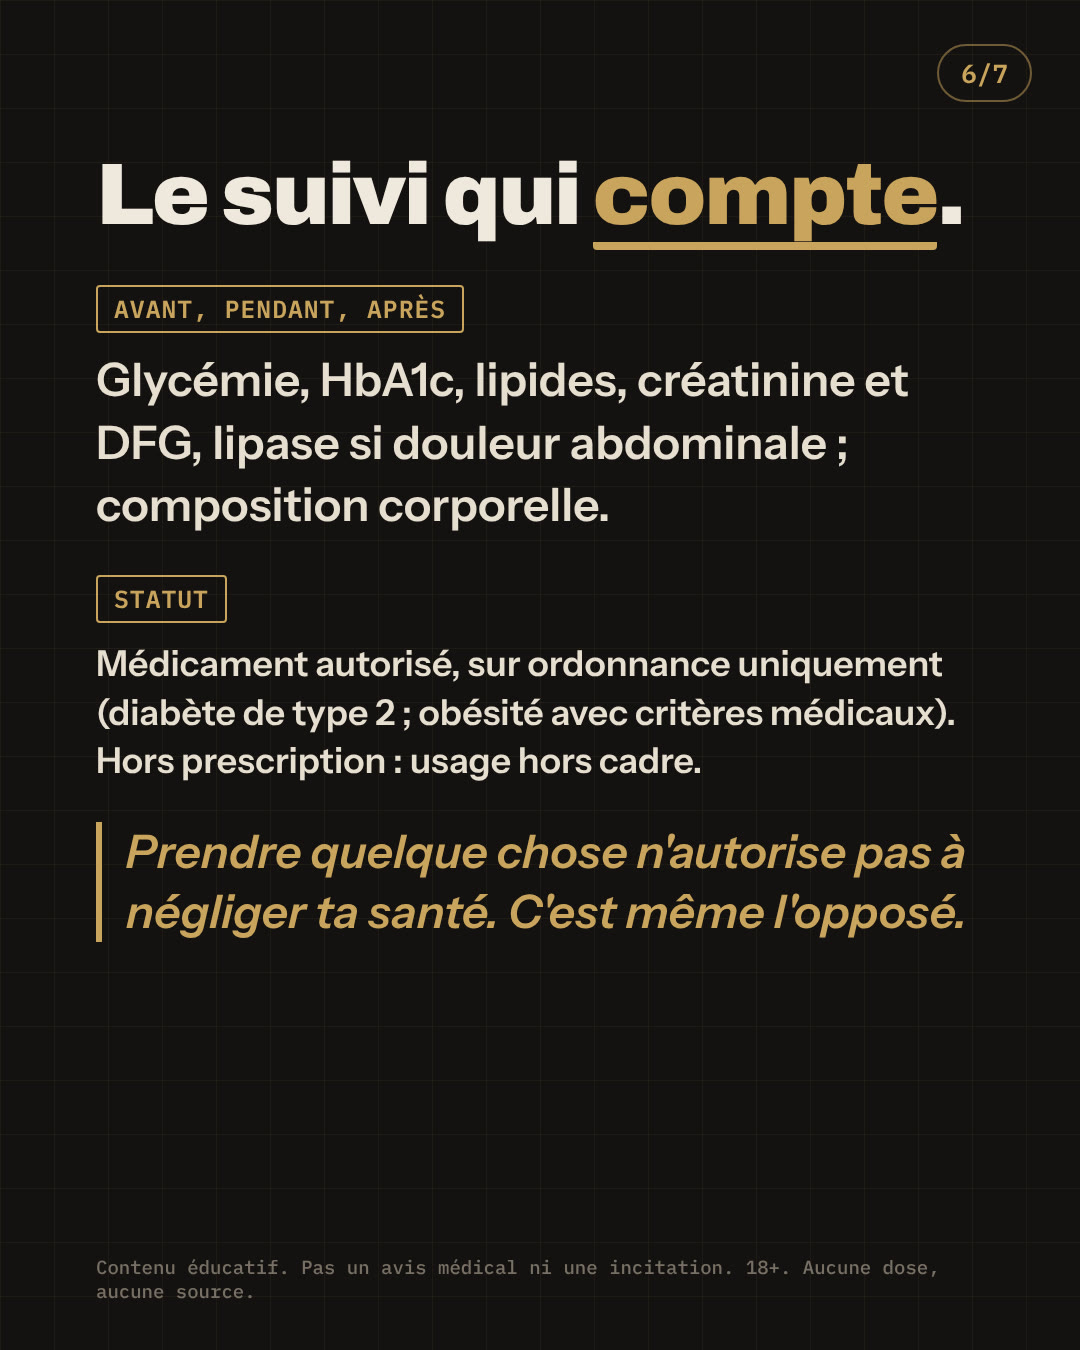 6/7
Le suivi qui compte.
AVANT, PENDANT, APRÈS
Glycémie, HbA1c, lipides, créatinine et
DFG, lipase si douleur abdominale ;
composition corporelle.
STATUT
Médicament autorisé, sur ordonnance uniquement
(diabète de type 2 ; obésité avec critères médicaux).
Hors prescription : usage hors cadre.
Prendre quelque chose n'autorise pas à
négliger ta santé. C'est même l'opposé.
Contenu éducatif. Pas un avis médical ni une incitation. 18+. Aucune dose,
aucune source.